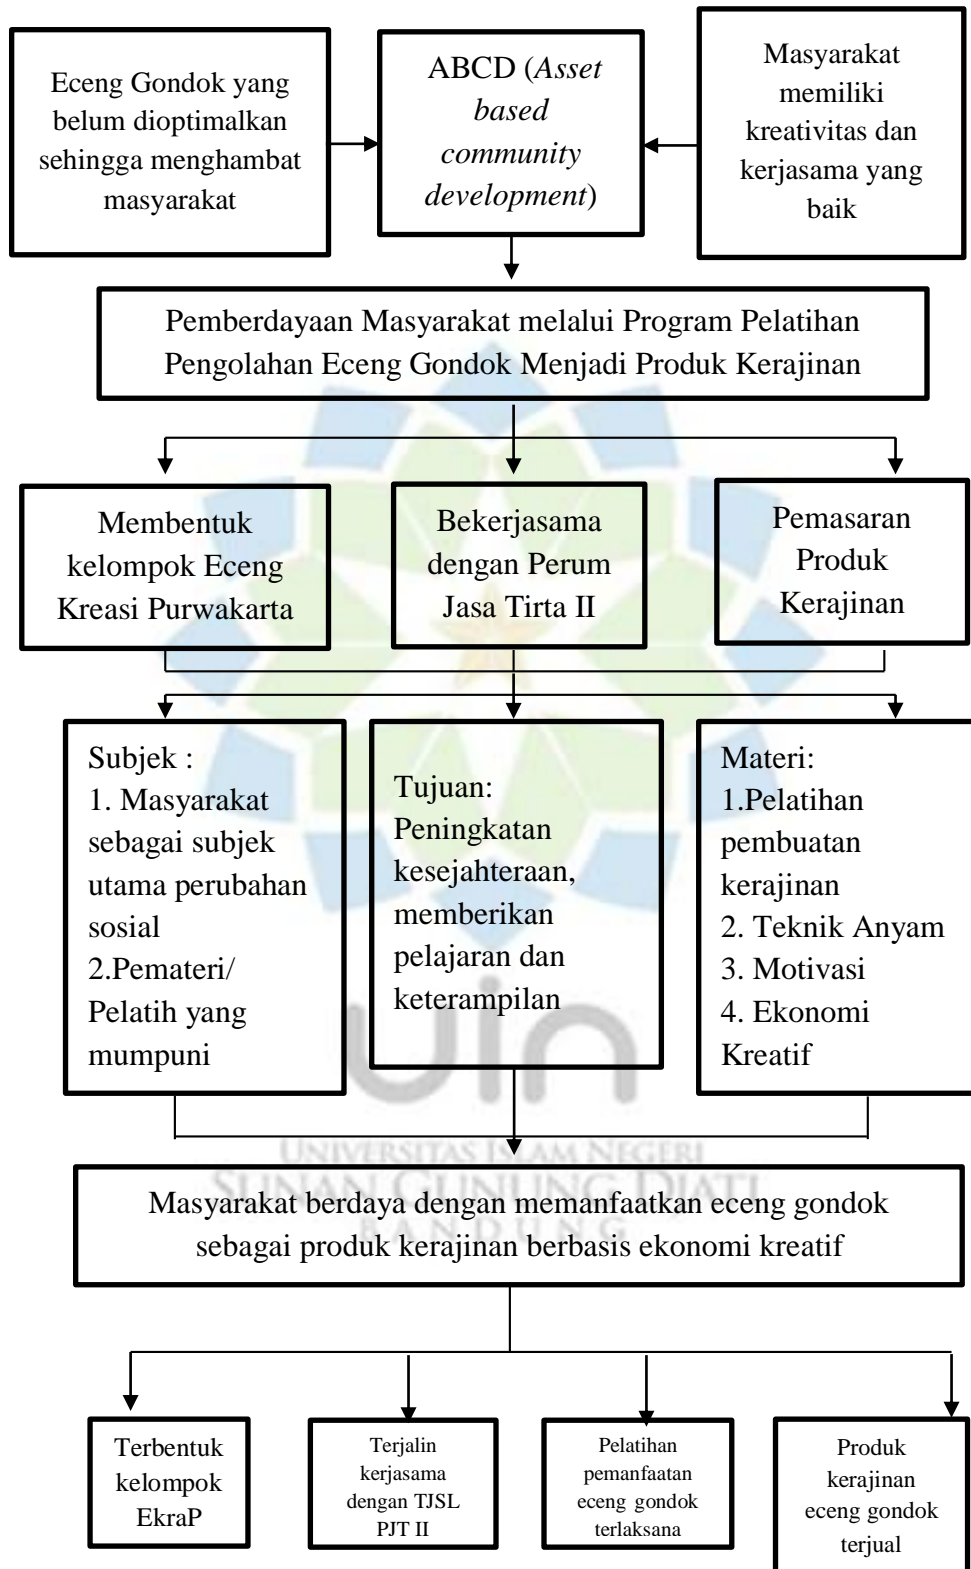 Eceng Gondok yang
belum dioptimalkan
sehingga menghambat
masyarakat
ABCD (Asset
based
community
development)
Masyarakat
memiliki
kreativitas dan
kerjasama yang
baik
Pemberdayaan Masyarakat melalui Program Pelatihan
Pengolahan Eceng Gondok Menjadi Produk Kerajinan
Membentuk
kelompok Eceng
Kreasi Purwakarta
Bekerjasama
dengan Perum
Jasa Tirta II
Pemasaran
Produk
Kerajinan
Subjek :
1. Masyarakat
sebagai subjek
utama perubahan
sosial
2.Pemateri/
Pelatih yang
mumpuni
Tujuan:
Peningkatan
kesejahteraan,
memberikan
pelajaran dan
keterampilan
Materi:
1.Pelatihan
pembuatan
kerajinan
2. Teknik Anyam
3. Motivasi
4. Ekonomi
Kreatif
uin
UNIVERSITAS ISLAM NEGERI
SUNAN GUNUNG DJATI
BANDUNG
Masyarakat berdaya dengan memanfaatkan eceng gondok
sebagai produk kerajinan berbasis ekonomi kreatif
Terbentuk
kelompok
EkraP
Terjalin
kerjasama
dengan TJSL
PJT II
Pelatihan
pemanfaatan
eceng gondok
terlaksana
Produk
kerajinan
eceng gondok
terjual